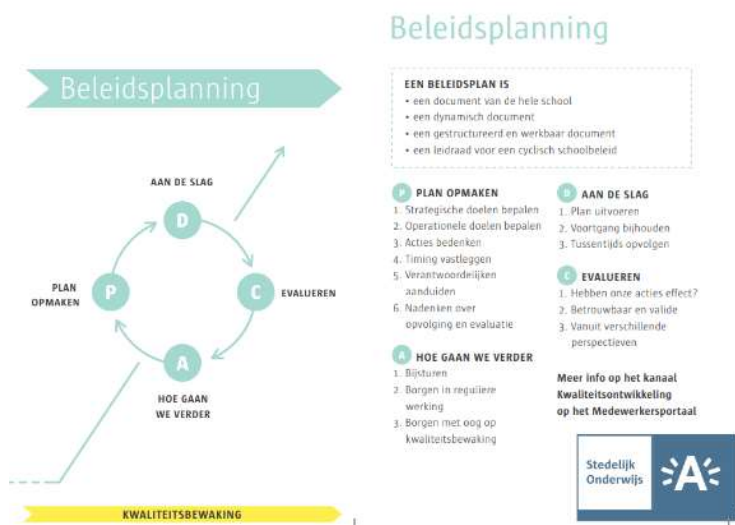 Beleidsplanning
AAN DE SLAG
D
PLAN
OPMAKEN
P
C
EVALUEREN
A
HOE GAAN
WE VERDER
KWALITEITSBEWAKING
Beleidsplanning
EEN BELEIDSPLAN IS
• een document van de hele school
• een dynamisch document
• een gestructureerd en werkbaar document
• een leidraad voor een cyclisch schoolbeleid
P PLAN OPMAKEN
1. Strategische doelen bepalen
2. Operationele doelen bepalen
3. Acties bedenken
4. Timing vastleggen
5. Verantwoordelijken
aanduiden
6. Nadenken over
opvolging en evaluatie
A HOE GAAN WE VERDER
1. Bijsturen
2. Borgen in reguliere
werking
3. Borgen met oog op
kwaliteitsbewaking
D AAN DE SLAG
1. Plan uitvoeren
2. Voortgang bijhouden
3. Tussentijds opvolgen
C EVALUEREN
1. Hebben onze acties effect?
2. Betrouwbaar en valide
3. Vanuit verschillende
perspectieven
Meer info op het kanaal
Kwaliteitsontwikkeling
op het Medewerkersportaal
Stedelijk
Onderwijs
A